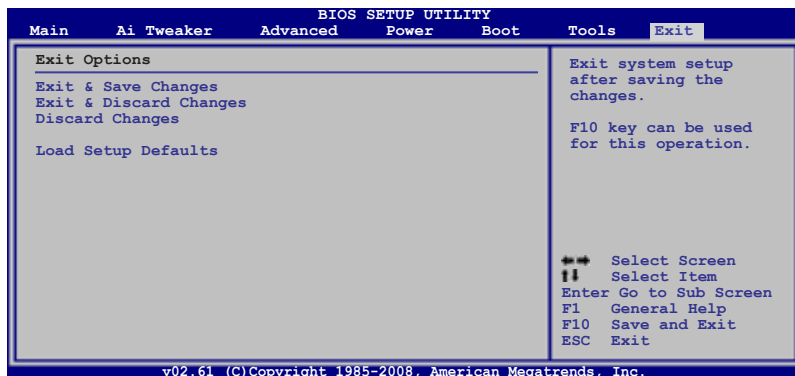 BIOS SETUP UTILITY
Main Ai Tweaker Advanced Power Boot Tools Exit
Exit Options
Exit & Save Changes
Exit & Discard Changes
Discard Changes
Load Setup Defaults
Exit system setup
after saving the
changes.
F10 key can be used
for this operation.
Select Screen
Select Item
Enter Go to Sub Screen
F1 General Help
F10 Save and Exit
ESC Exit
v02.61 (C)Copyright 1985-2008, American Megatrends, Inc.